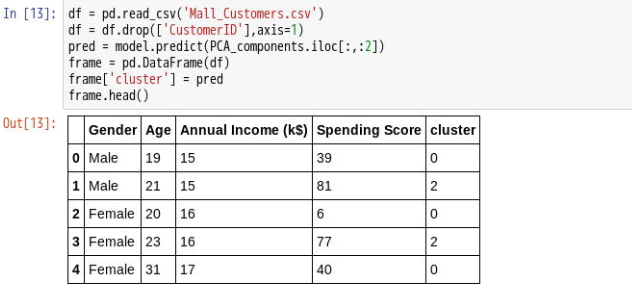 In [13]: df = pd.read_csv('Mall_Customers.csv')
df = df.drop(['CustomerID'],axis=1)
pred = model.predict(PCA_components.iloc[:,:2])
frame = pd.DataFrame(df)
frame['cluster'] = pred
frame.head()
Out[13]:
Gender Age Annual Income (k$) Spending Score cluster
0 Male 19 15 39 0
1 Male 21 15 81 2
2 Female 20 16 6 0
3 Female 23 16 77 2
4 Female 31 17 40 0